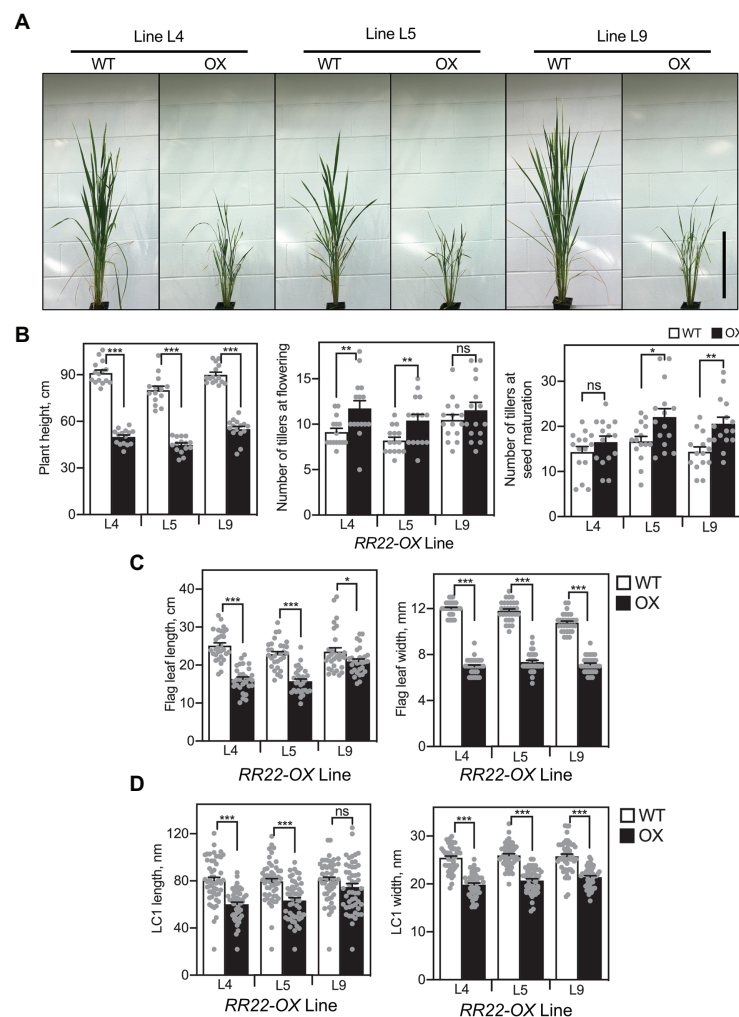 A
Line L4
Line L5
Line L9
WT
OX
WT
OX
WT
OX
B
WT
OX
Plant height, cm
90
60
30
0
***
***
***
L4
L5
L9
Number of tillers at flowering
15
10
5
0
**
**
ns
L4
L5
L9
Number of tillers at
seed maturation
30
20
10
0
ns
*
**
L4
L5
L9
RR22-OX Line
C
Flag leaf length, cm
40
30
20
10
0
***
***
*
L4
L5
L9
RR22-OX Line
Flag leaf width, mm
12
8
4
0
***
***
***
L4
L5
L9
RR22-OX Line
WT
OX
D
LC1 length, nm
120
80
40
0
***
***
ns
L4
L5
L9
RR22-OX Line
LC1 width, nm
30
20
10
0
***
***
***
L4
L5
L9
RR22-OX Line
WT
OX